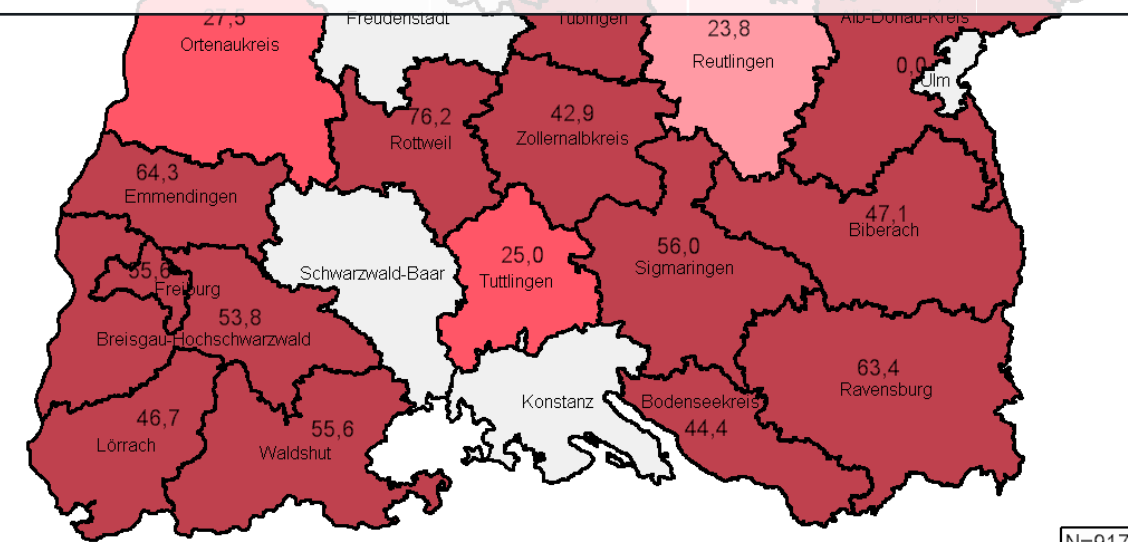 27,5
Freudenstadt
Tübingen
Alb-Donau-Kreis
Ortenaukreis
23,8
Reutlingen
0,0
Ulm
76,2
Rottweil
42,9
Zollernalbkreis
64,3
Emmendingen
47,1
Biberach
56,0
Sigmaringen
25,0
Tuttlingen
Schwarzwald-Baar
55,6
Freiburg
53,8
Breisgau-Hochschwarzwald
63,4
Ravensburg
Konstanz
Bodenseekreis
44,4
46,7
Lörrach
55,6
Waldshut
N=917